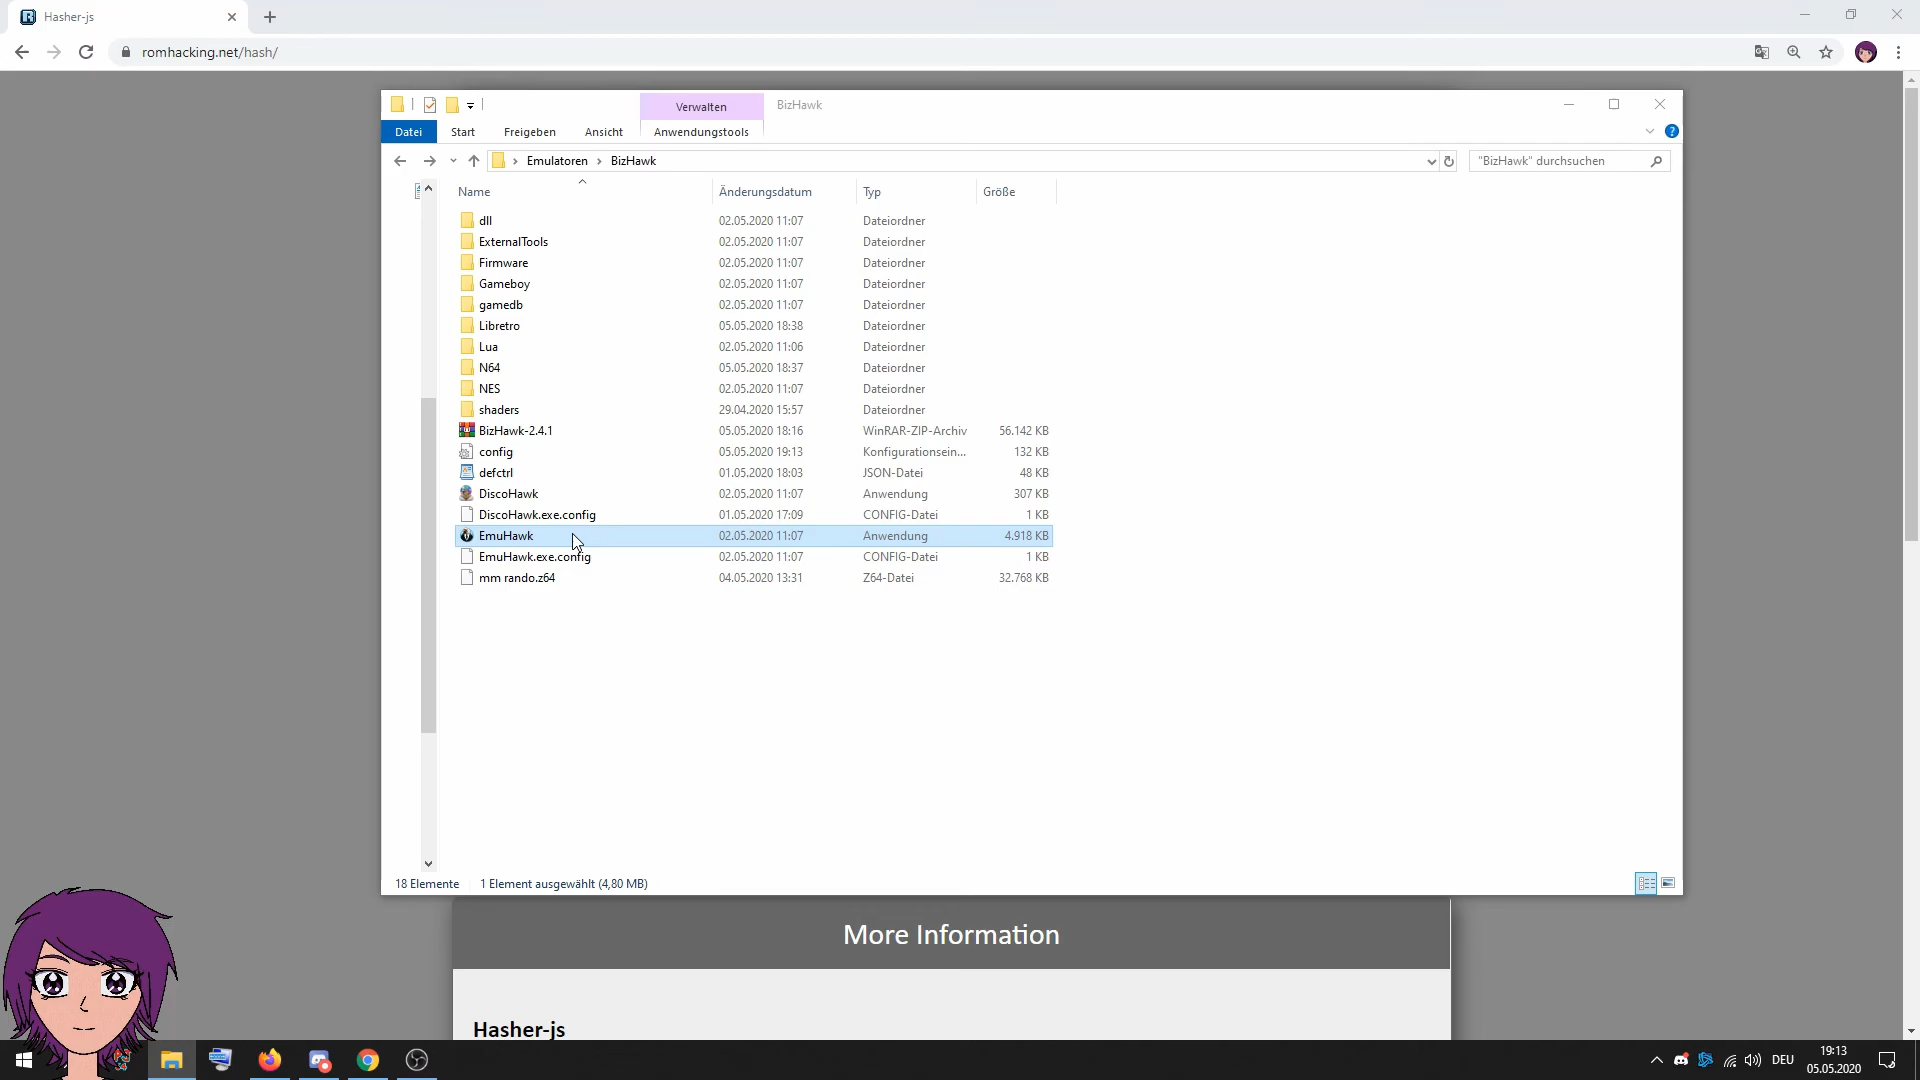 Hasher-js
romhacking.net/hash/
Verwalten
BizHawk
Datei
Start
Freigeben
Ansicht
Anwendungstools
Emulatoren
BizHawk
"BizHawk" durchsuchen
Name Änderungsdatum Typ Größe
dll 02.05.2020 11:07 Dateiordner
ExternalTools 02.05.2020 11:07 Dateiordner
Firmware 02.05.2020 11:07 Dateiordner
Gameboy 02.05.2020 11:07 Dateiordner
gamedb 02.05.2020 11:07 Dateiordner
Libretro 05.05.2020 18:38 Dateiordner
Lua 02.05.2020 11:06 Dateiordner
N64 05.05.2020 18:37 Dateiordner
NES 02.05.2020 11:07 Dateiordner
shaders 29.04.2020 15:57 Dateiordner
BizHawk-2.4.1 05.05.2020 18:16 WinRAR-ZIP-Archiv 56.142 KB
config 05.05.2020 19:13 Konfigurationsein... 132 KB
defctrl 01.05.2020 18:03 JSON-Datei 48 KB
DiscoHawk 02.05.2020 11:07 Anwendung 307 KB
DiscoHawk.exe.config 01.05.2020 17:09 CONFIG-Datei 1 KB
EmuHawk 02.05.2020 11:07 Anwendung 4.918 KB
EmuHawk.exe.config 02.05.2020 11:07 CONFIG-Datei 1 KB
mm rando.z64 04.05.2020 13:31 Z64-Datei 32.768 KB
18 Elemente 1 Element ausgewählt (4,80 MB)
More Information
Hasher-js
DEU
19:13
05.05.2020